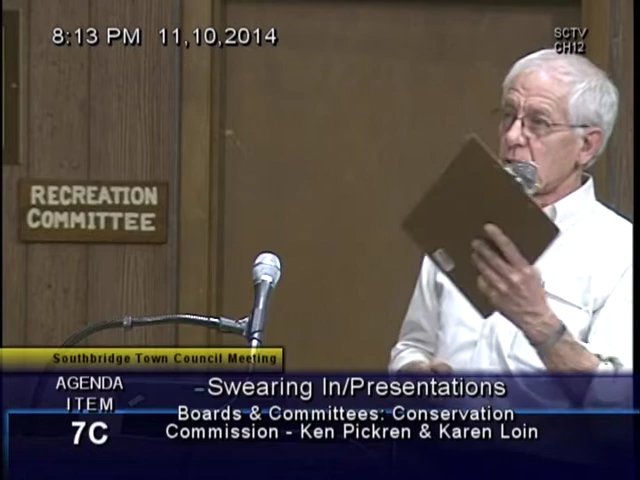 8:13 PM 11,10,2014
SCTV
CH12
RECREATION
COMMITTEE
Southbridge Town Council Meeting
AGENDA
ITEM
7C
Swearing In/Presentations
Boards & Committees: Conservation
Commission - Ken Pickren & Karen Loin